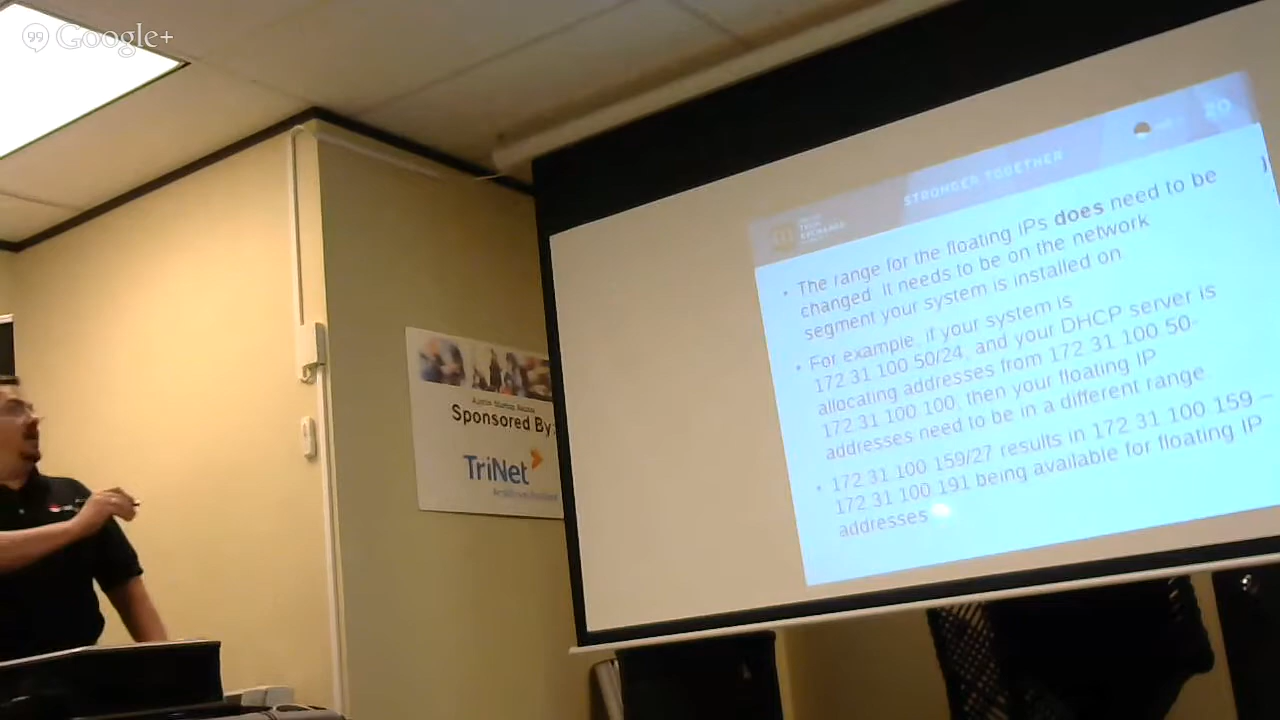 Google+
20
STRONGER TOGETHER
TECH
EXCHANGE
• The range for the floating IPs does need to be
changed. It needs to be on the network
segment your system is installed on
• For example, if your system is
172.31.100.50/24, and your DHCP server is
allocating addresses from 172.31.100.50-
172.31.100.100, then your floating IP
addresses need to be in a different range.
• 172.31.100.159/27 results in 172.31.100.159 –
172.31.100.191 being available for floating IP
addresses
Sponsored By:
TriNet